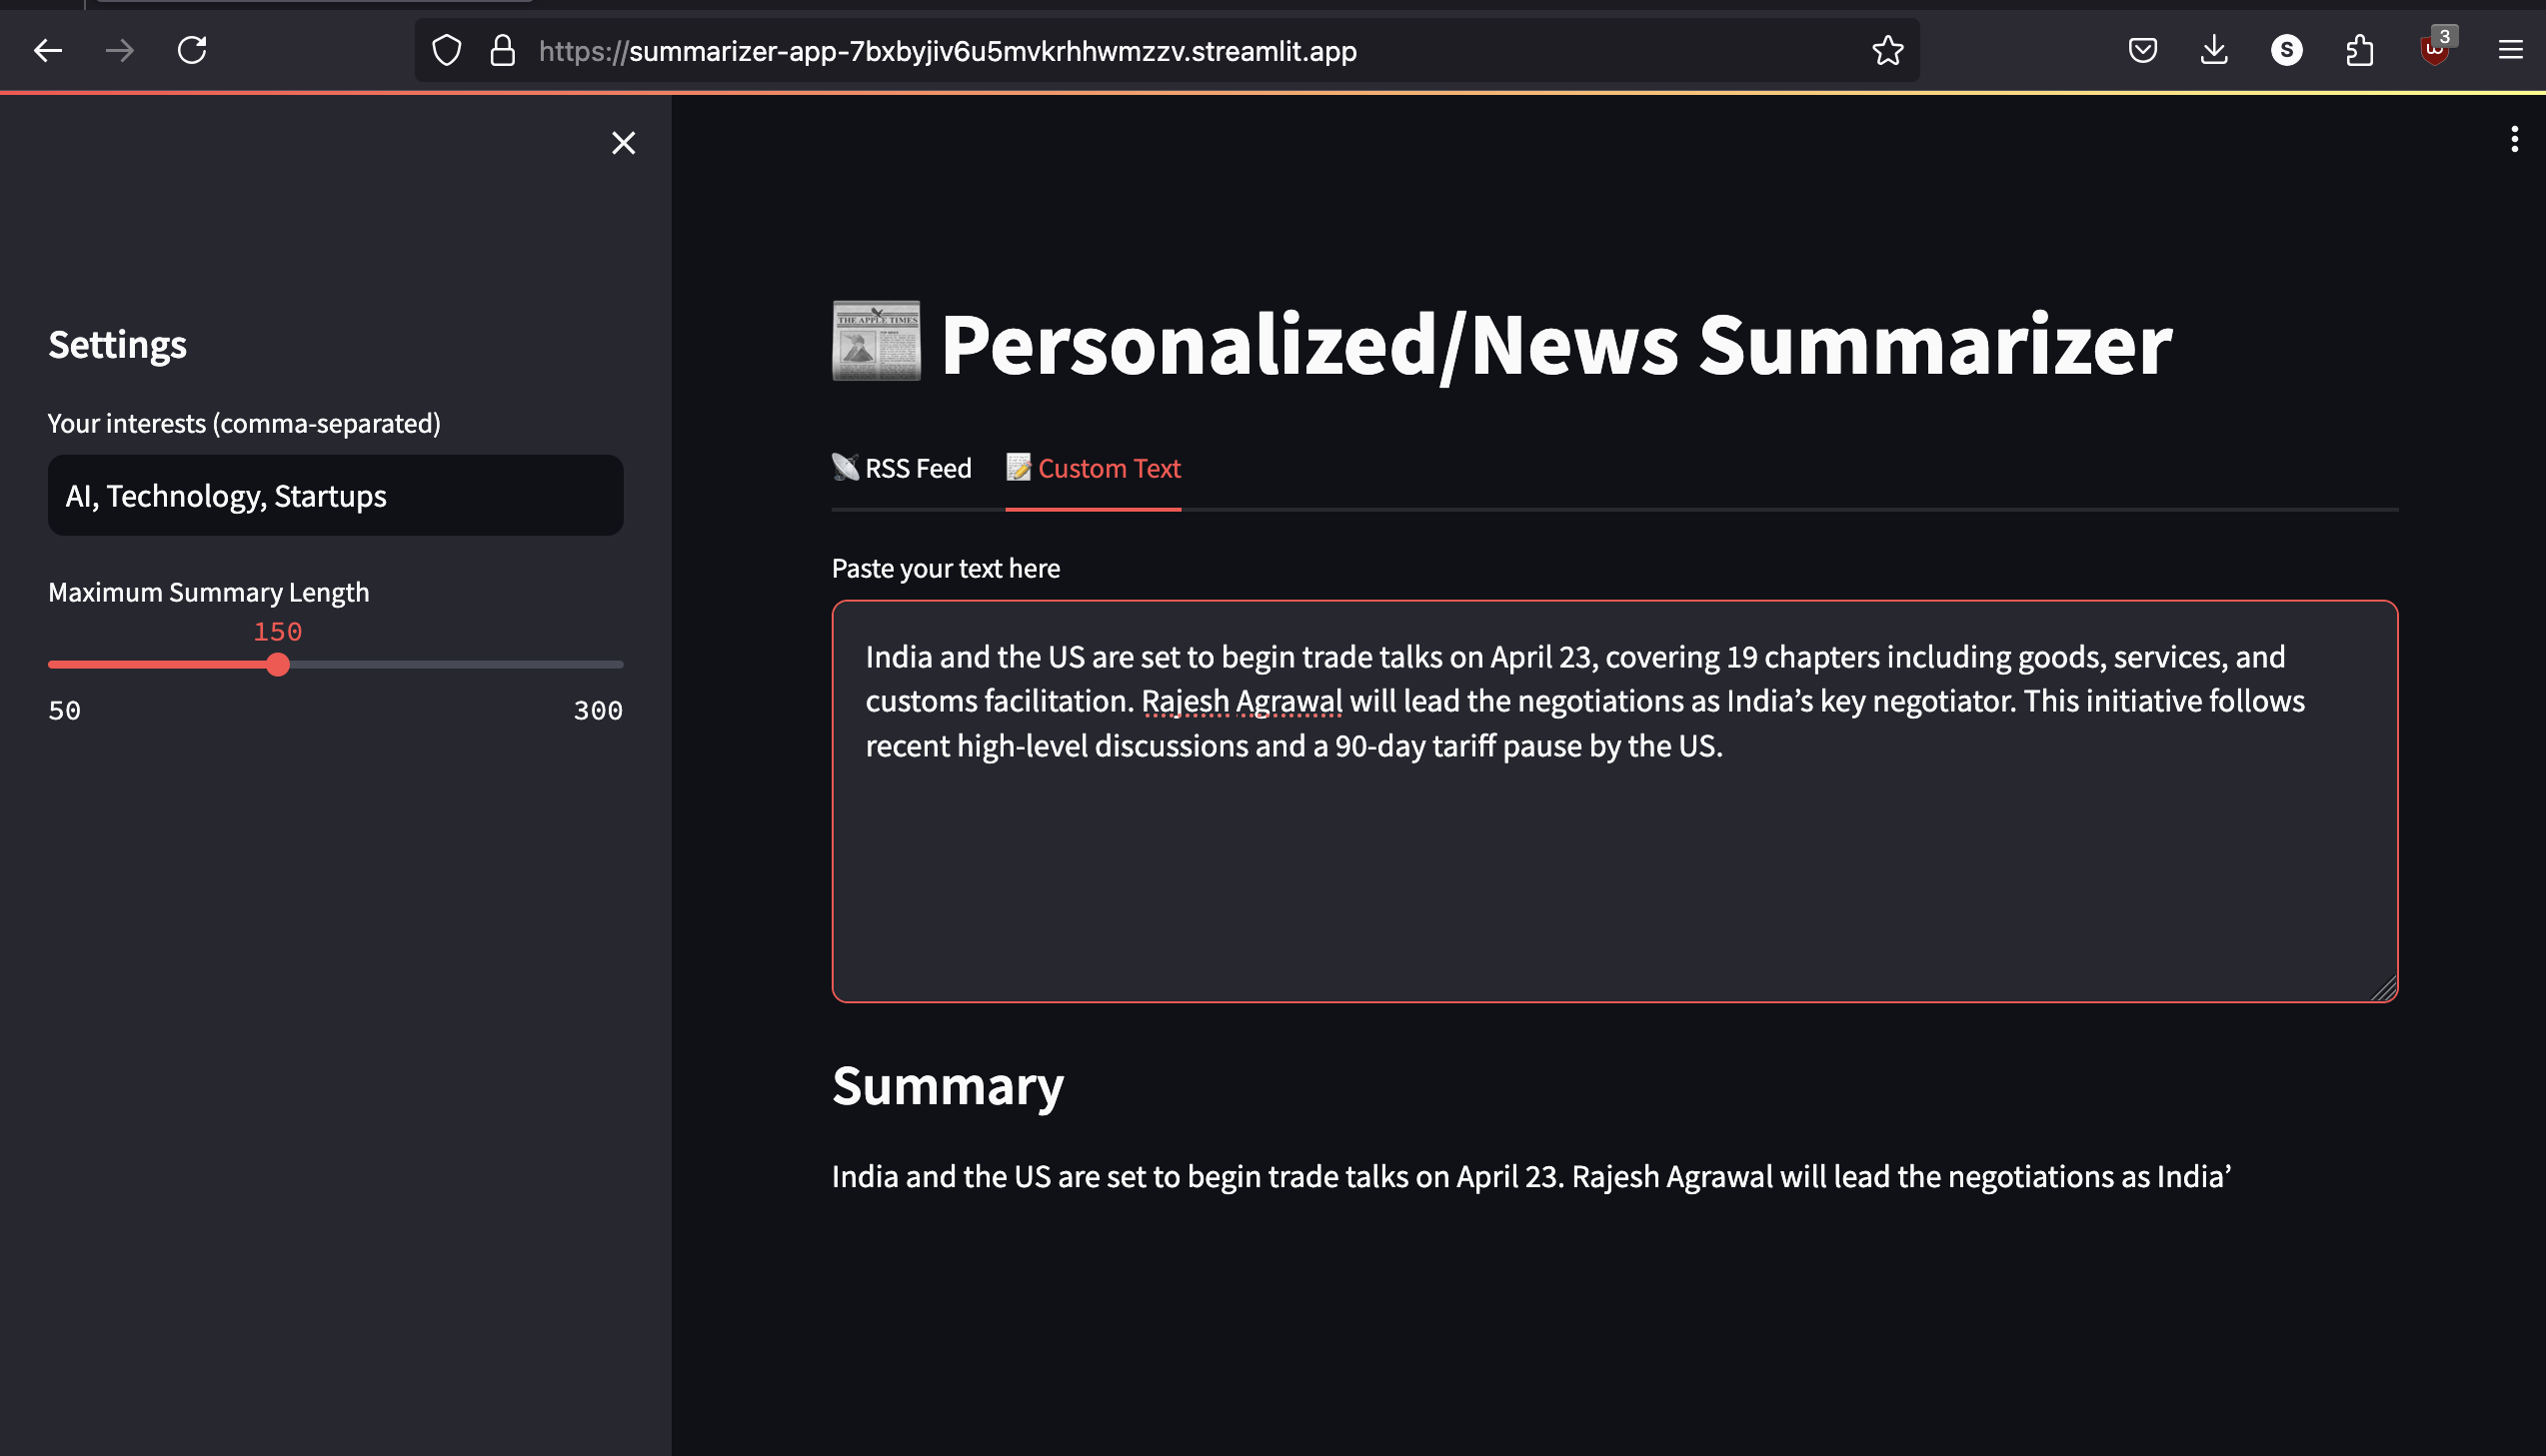 https://summarizer-app-7bxbyjiv6u5mvkrhhwmzzv.streamlit.app
S
3
Settings
Your interests (comma-separated)
AI, Technology, Startups
Maximum Summary Length
150
50
300
THE APPLE TIMES
Personalized/News Summarizer
RSS Feed
Custom Text
Paste your text here
India and the US are set to begin trade talks on April 23, covering 19 chapters including goods, services, and
customs facilitation. Rajesh Agrawal will lead the negotiations as India’s key negotiator. This initiative follows
recent high-level discussions and a 90-day tariff pause by the US.
Summary
India and the US are set to begin trade talks on April 23. Rajesh Agrawal will lead the negotiations as India’